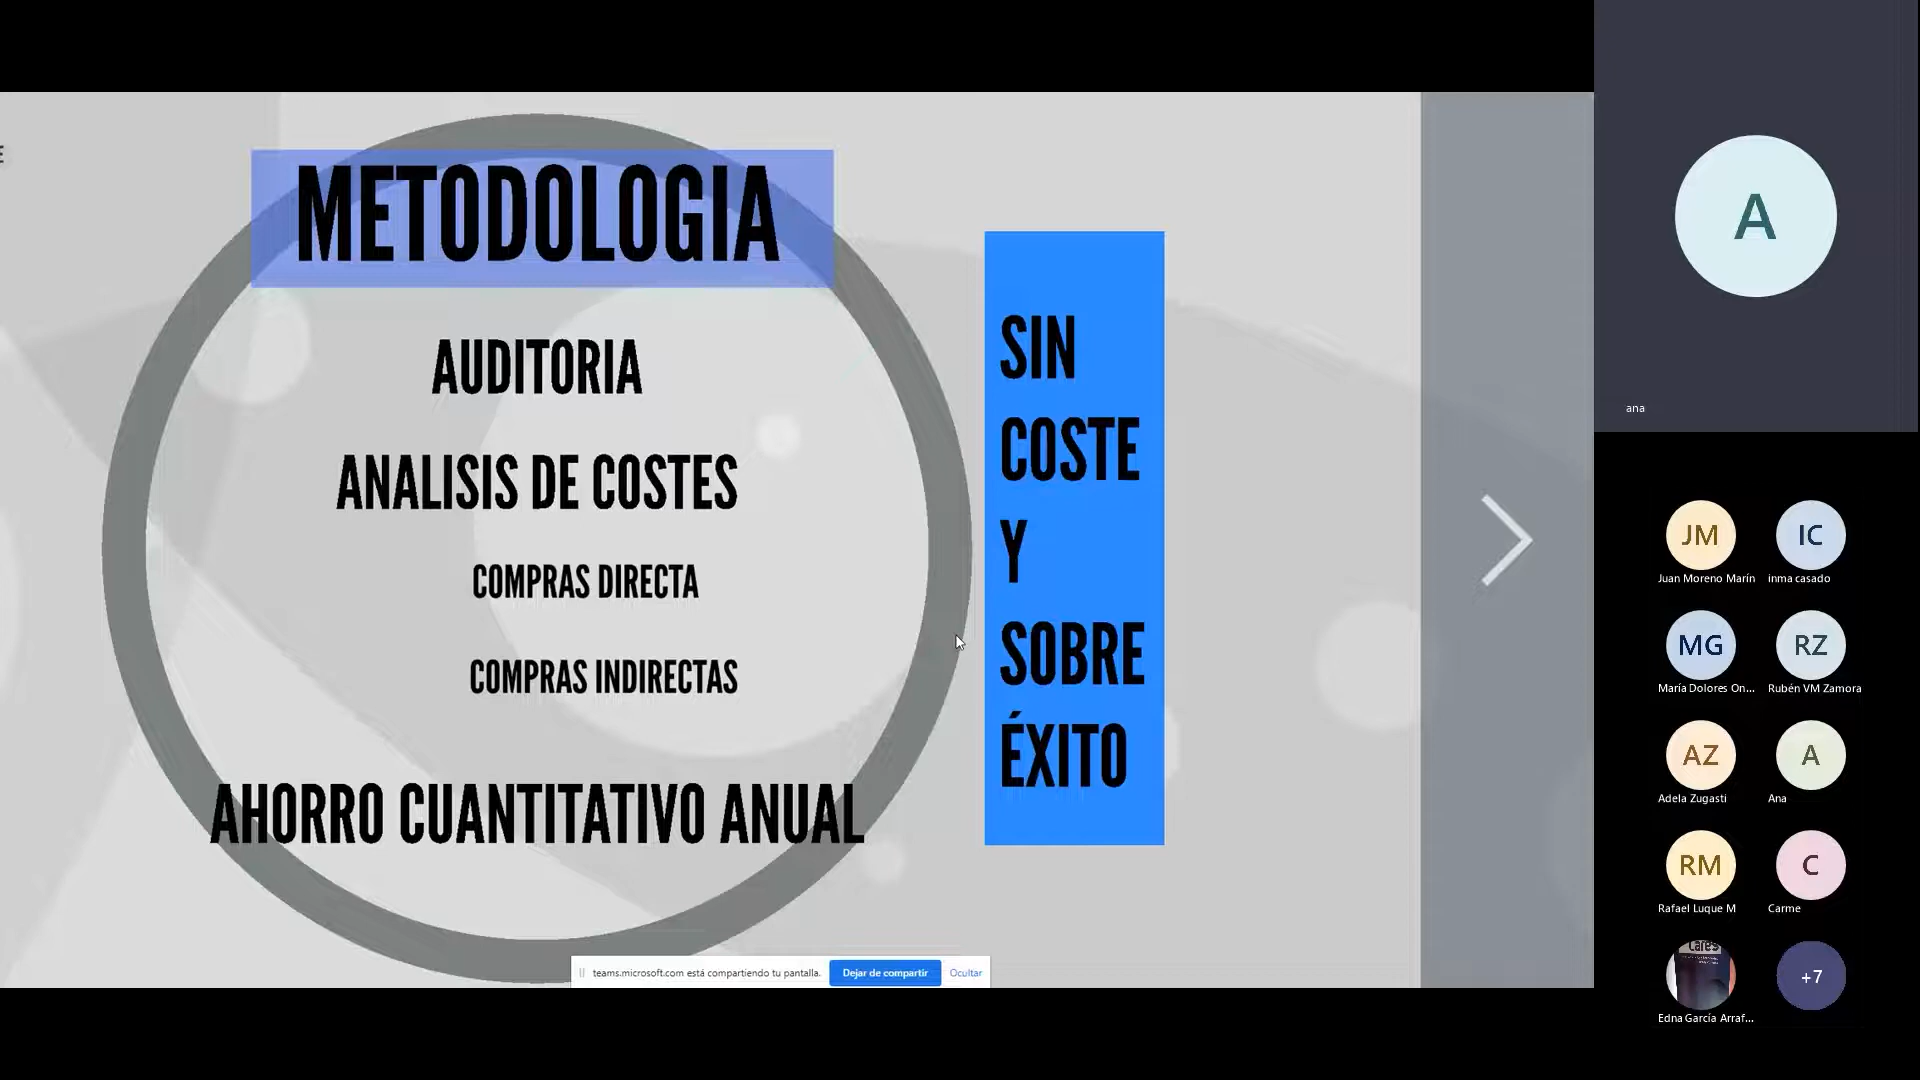 METODOLOGIA
AUDITORIA
ANALISIS DE COSTES
COMPRAS DIRECTA
COMPRAS INDIRECTAS
AHORRO CUANTITATIVO ANUAL
SIN
COSTE
Y
SOBRE
ÉXITO
teams.microsoft.com está compartiendo tu pantalla.
Dejar de compartir
Ocultar
A
ana
JM
IC
Juan Moreno Marín
inma casado
MG
RZ
María Dolores On...
Rubén VM Zamora
AZ
A
Adela Zugasti
Ana
RM
C
Rafael Luque M
Carme
+7
Edna García Arraf...